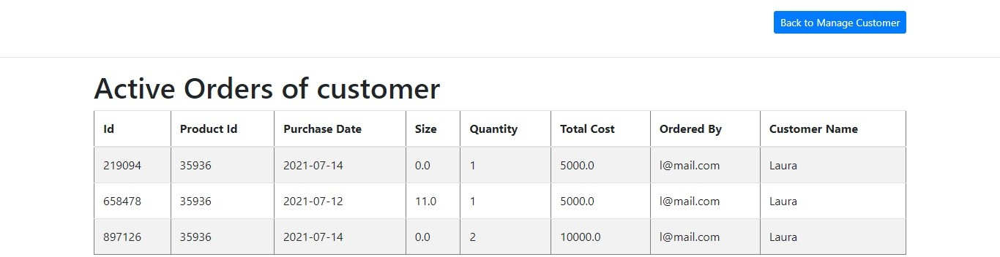 Back to Manage Customer
Active Orders of customer
Id Product Id Purchase Date Size Quantity Total Cost Ordered By Customer Name
219094 35936 2021-07-14 0.0 1 5000.0 l@mail.com Laura
658478 35936 2021-07-12 11.0 1 5000.0 l@mail.com Laura
897126 35936 2021-07-14 0.0 2 10000.0 l@mail.com Laura